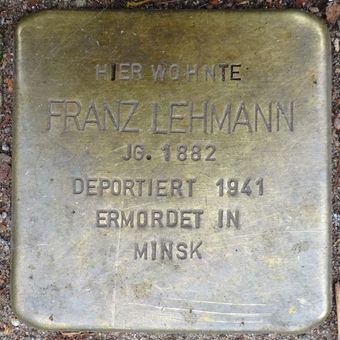 HIER WOHNTE
FRANZ LEHMANN
JG. 1882
DEPORTIERT 1941
ERMORDET IN
MINSK